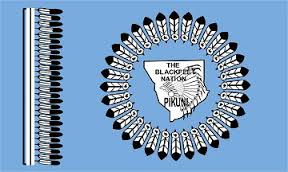 THE
BLACKFEET
NATION
PIKUNI